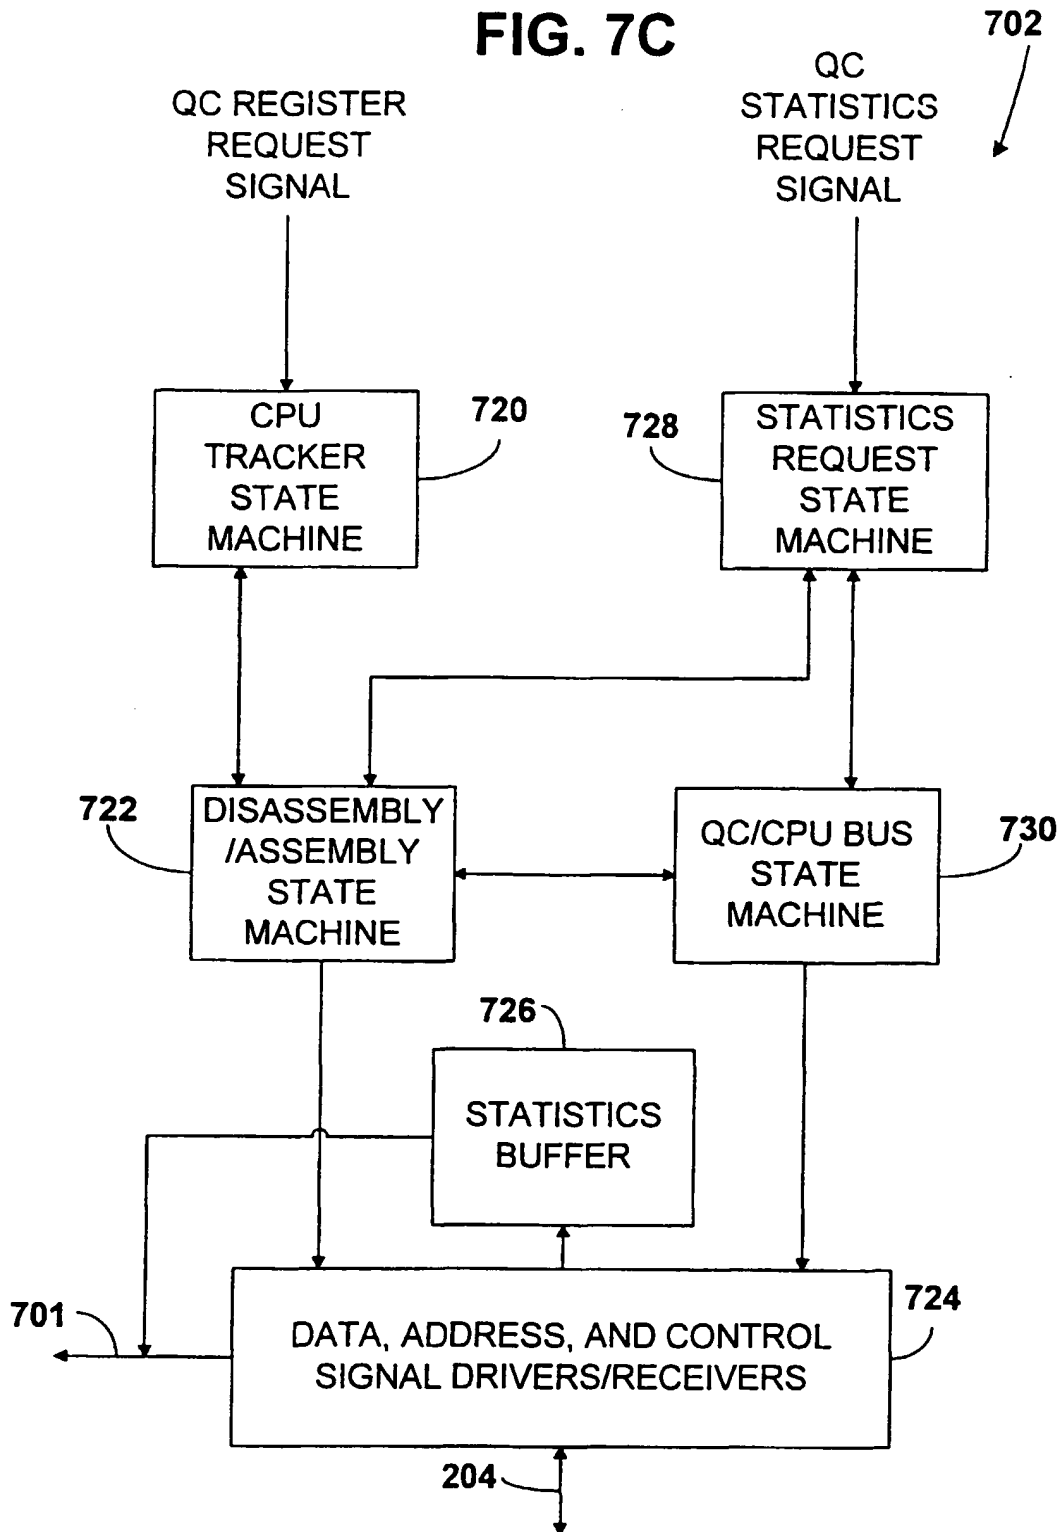 FIG. 7C
702
QC REGISTER
REQUEST
SIGNAL
QC
STATISTICS
REQUEST
SIGNAL
CPU
TRACKER
STATE
MACHINE
720
728
STATISTICS
REQUEST
STATE
MACHINE
722
DISASSEMBLY
/ASSEMBLY
STATE
MACHINE
QC/CPU BUS
STATE
MACHINE
730
726
STATISTICS
BUFFER
701
DATA, ADDRESS, AND CONTROL
SIGNAL DRIVERS/RECEIVERS
724
204